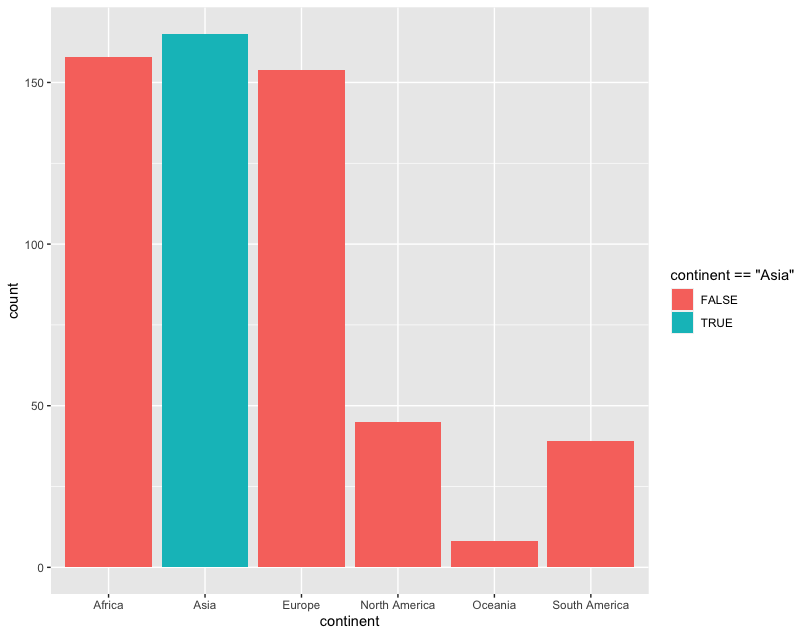 150
100
50
0
count
Africa Asia Europe North America Oceania South America
continent
continent == "Asia"
FALSE
TRUE